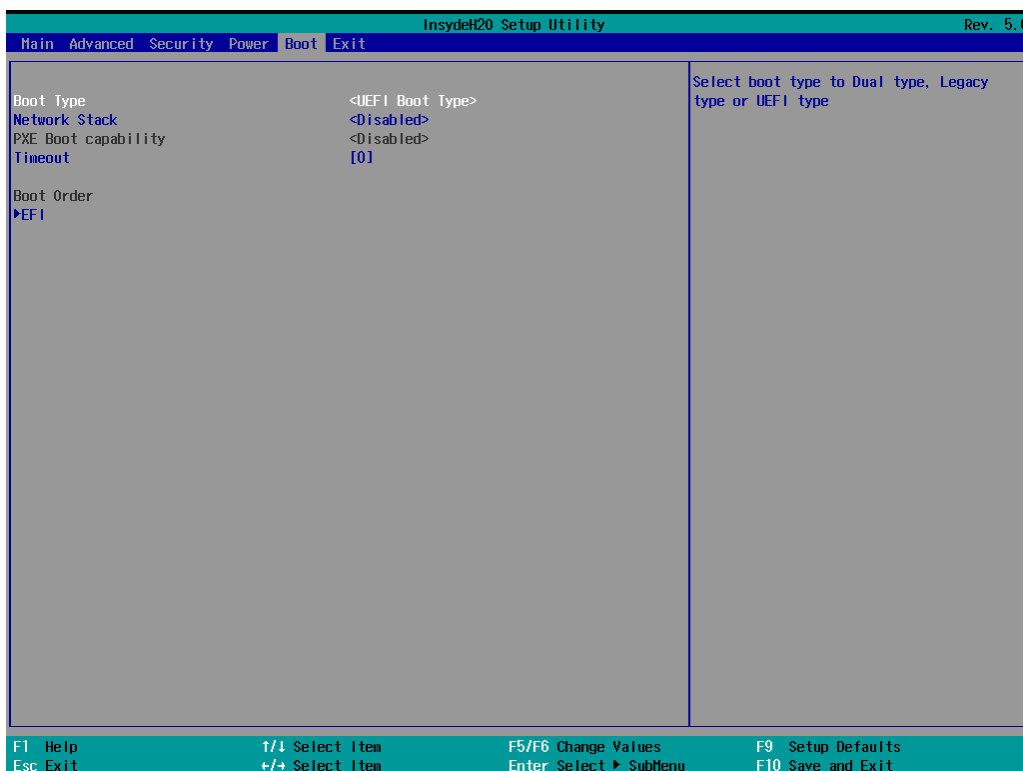 InsydeH2O Setup Utility Rev. 5.0
Main Advanced Security Power Boot Exit
Boot Type <UEFI Boot Type>
Network Stack <Disabled>
PXE Boot capability <Disabled>
Timeout [0]
Boot Order
▶EFI
Select boot type to Dual type, Legacy
type or UEFI type
F1 Help ↑/↓ Select Item F5/F6 Change Values F9 Setup Defaults
Esc Exit ←/→ Select Item Enter Select ▶ SubMenu F10 Save and Exit